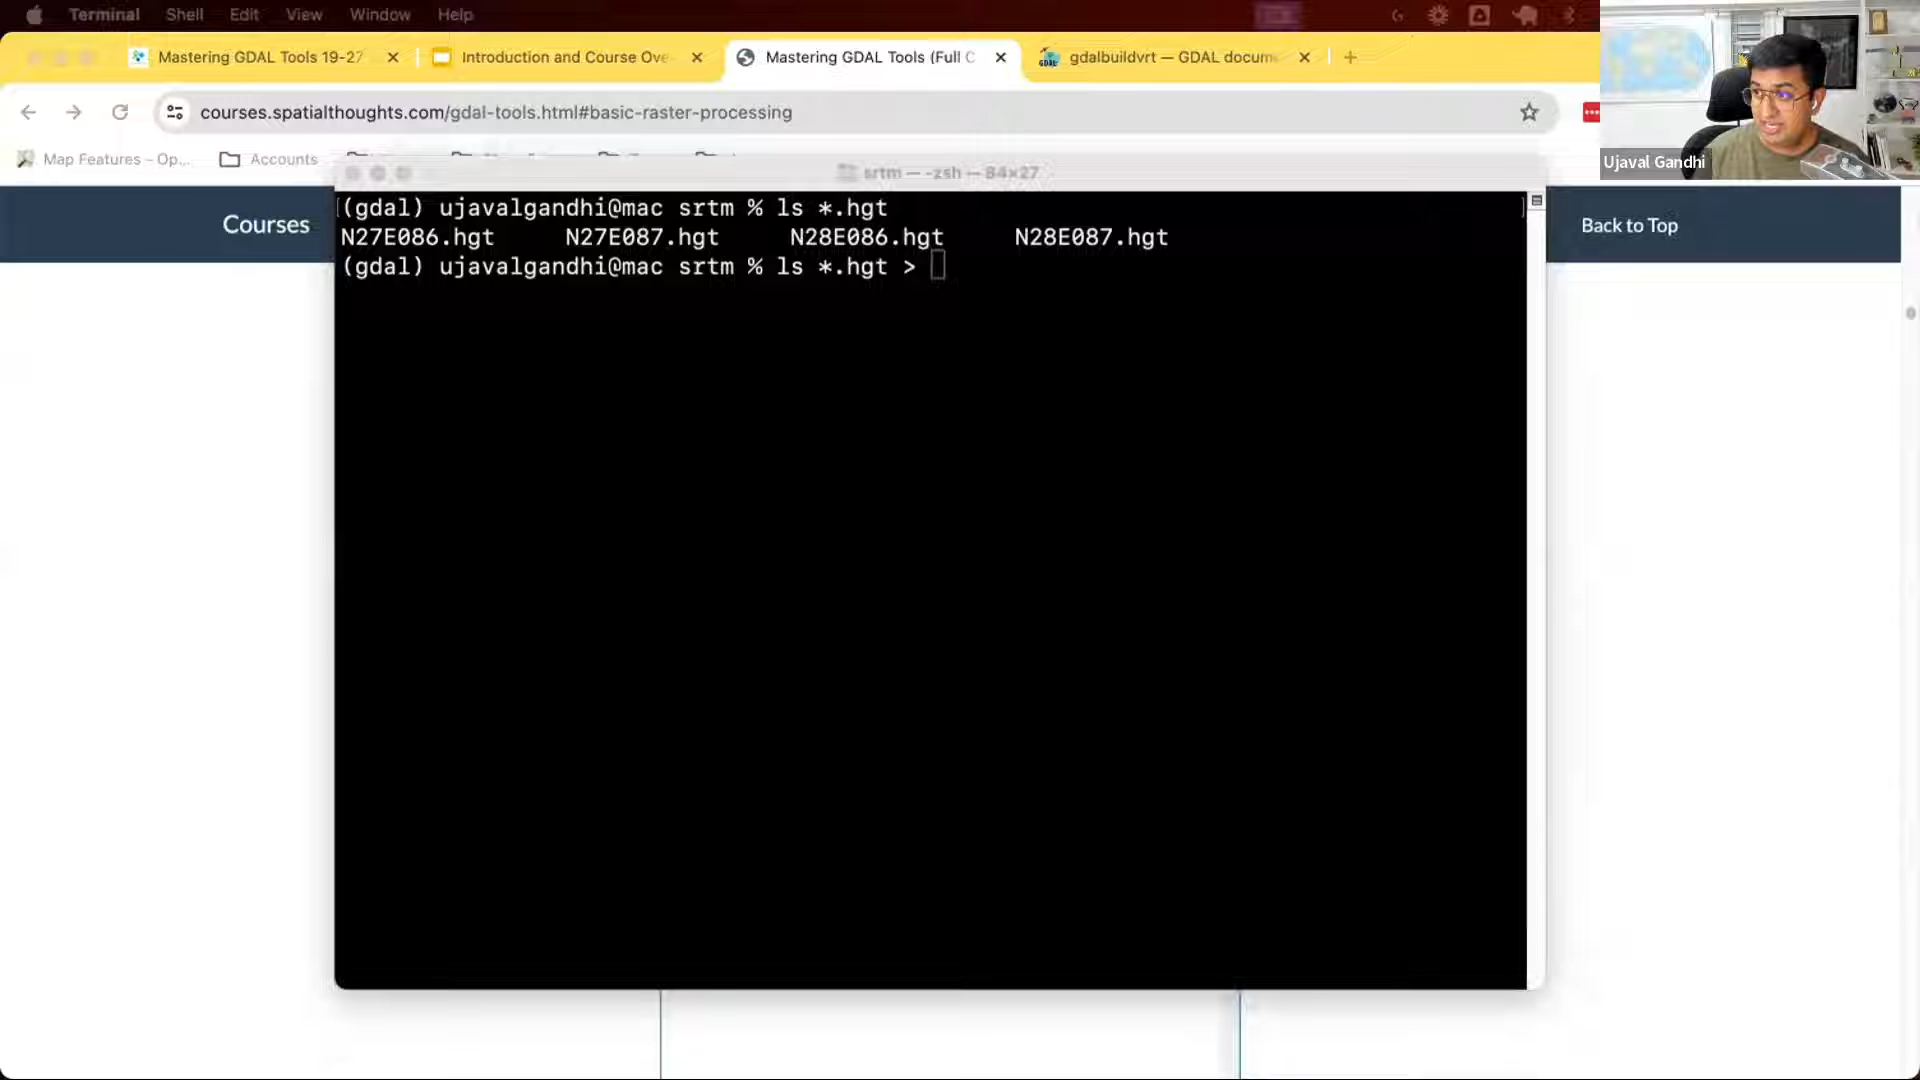 Terminal Shell Edit View Window Help
Mastering GDAL Tools 19-27 Introduction and Course Ove Mastering GDAL Tools (Full C gdalbuildvrt — GDAL docum
courses.spatialthoughts.com/gdal-tools.html#basic-raster-processing
Ujaval Gandhi
Map Features – Op... Accounts
srtm — -zsh — 84×27
Courses
Back to Top
(gdal) ujavalgandhi@mac srtm % ls *.hgt
N27E086.hgt N27E087.hgt N28E086.hgt N28E087.hgt
(gdal) ujavalgandhi@mac srtm % ls *.hgt >